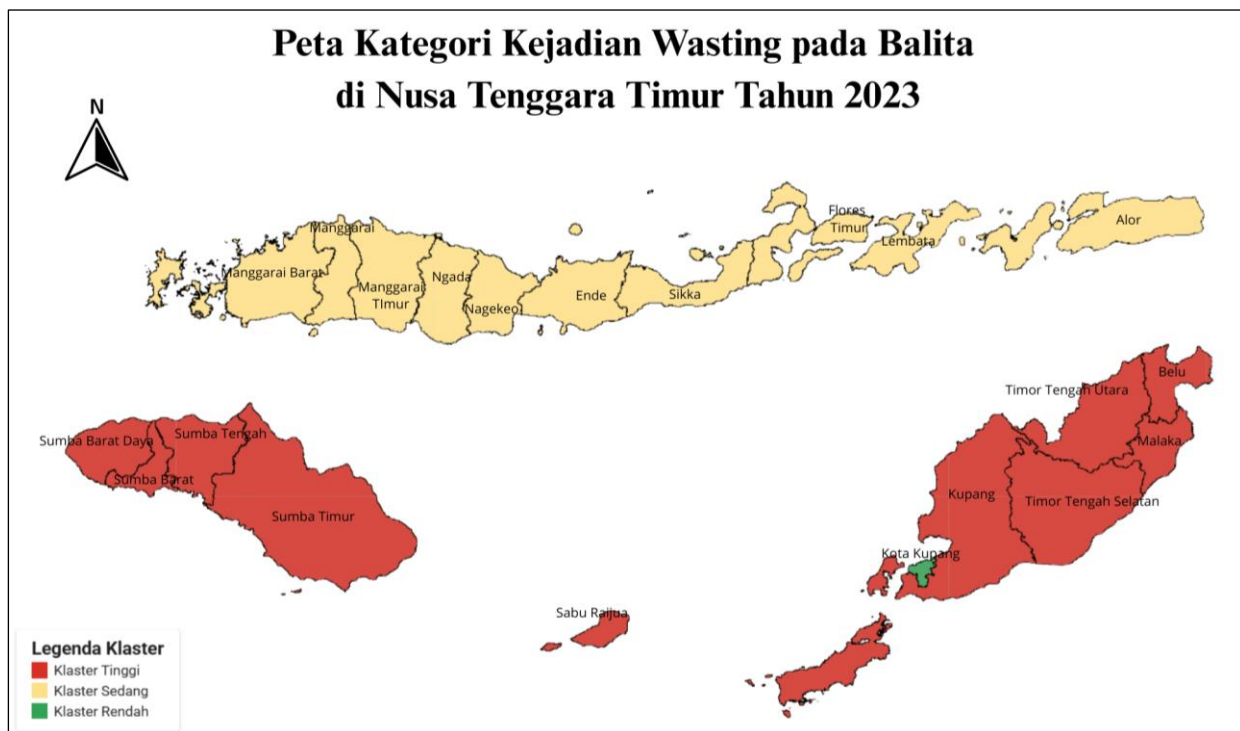 Peta Kategori Kejadian Wasting pada Balita
di Nusa Tenggara Timur Tahun 2023
N
Manggarai
Manggarai Barat
Manggarai
TImur
Ngada
Nagekeo
Ende
Sikka
Flores
Timur
Lembata
Alor
Timor Tengah Utara
Belu
Malaka
Sumba Barat Daya
Sumba Tengah
Sumba Barat
Sumba Timur
Kupang
Timor Tengah Selatan
Kota Kupang
Sabu Raijua
Legenda Klaster
Klaster Tinggi
Klaster Sedang
Klaster Rendah